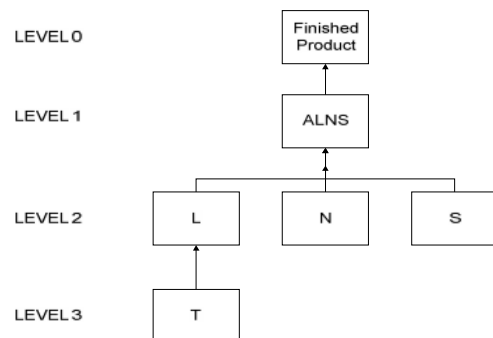 LEVEL 0
Finished
Product
LEVEL 1
ALNS
LEVEL 2
L
N
S
LEVEL 3
T